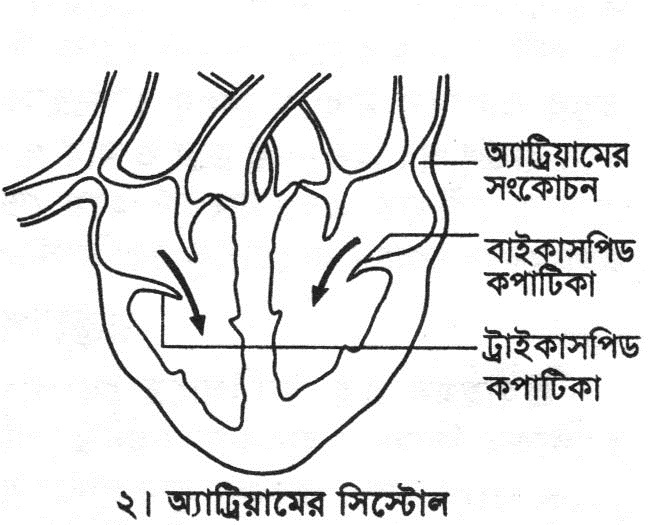 অ্যাট্রিয়ামের
সংকোচন
বাইকাসপিড
কপাটিকা
ট্রাইকাসপিড
কপাটিকা
২। অ্যাট্রিয়ামের সিস্টোল